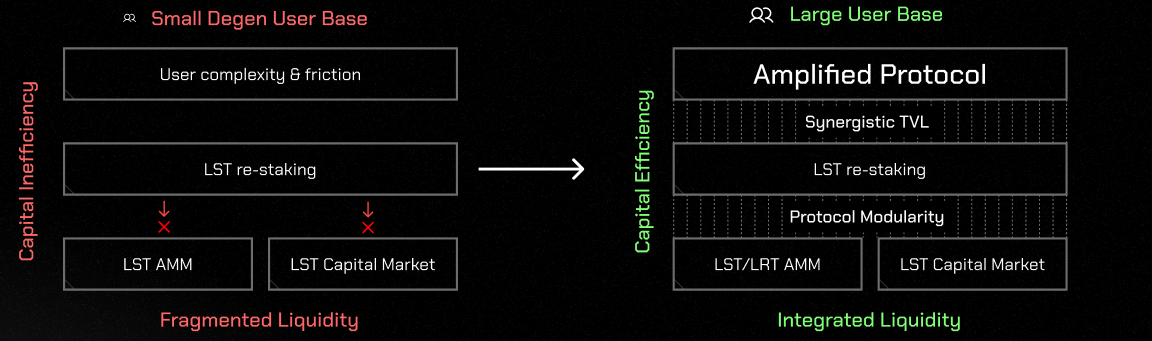 Small Degen User Base
User complexity & friction
Capital Inefficiency
LST re-staking
LST AMM
LST Capital Market
Fragmented Liquidity
Large User Base
Amplified Protocol
Synergistic TVL
Capital Efficiency
LST re-staking
Protocol Modularity
LST/LRT AMM
LST Capital Market
Integrated Liquidity